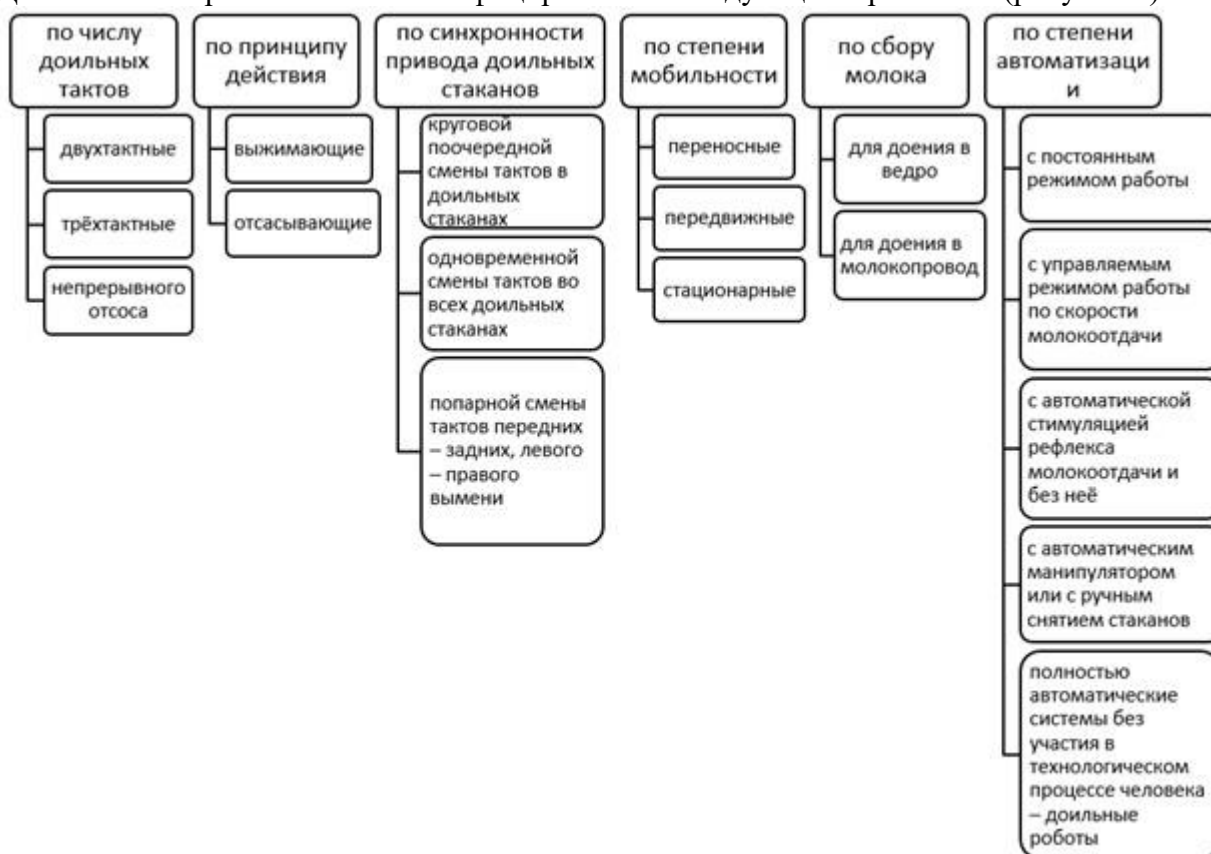 по числу
доильных
тактов
двухтактные
трёхтактные
непрерывного
отсоса
по принципу
действия
выжимающие
отсасывающие
по синхронности
привода доильных
стаканов
круговой
поочередной
смены тактов в
доильных
стаканах
одновременной
смены тактов во
всех доильных
стаканах
попарной смены
тактов передних
– задних, левого
– правого
вымени
по степени
мобильности
переносные
передвижные
стационарные
по сбору
молока
для доения в
ведро
для доения в
молокопровод
по степени
автоматизаци
и
с постоянным
режимом работы
с управляемым
режимом работы
по скорости
молокоотдачи
с автоматической
стимуляцией
рефлекса
молокоотдачи и
без неё
с автоматическим
манипулятором
или с ручным
снятием стаканов
полностью
автоматические
системы без
участия в
технологическом
процессе человека
– доильные
роботы